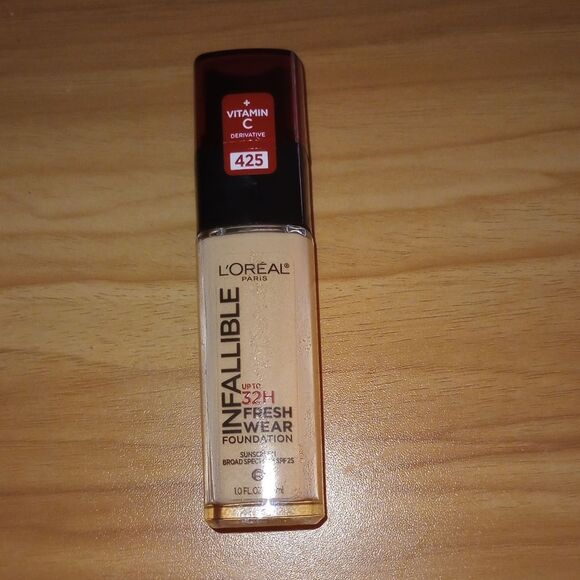 +
VITAMIN
C
DERIVATIVE
425
L'ORÉAL®
PARIS
INFALLIBLE
UP TO
32H
FRESH
WEAR
FOUNDATION
SUNSCREEN
BROAD SPECTRUM SPF 25
1.0 FL.OZ